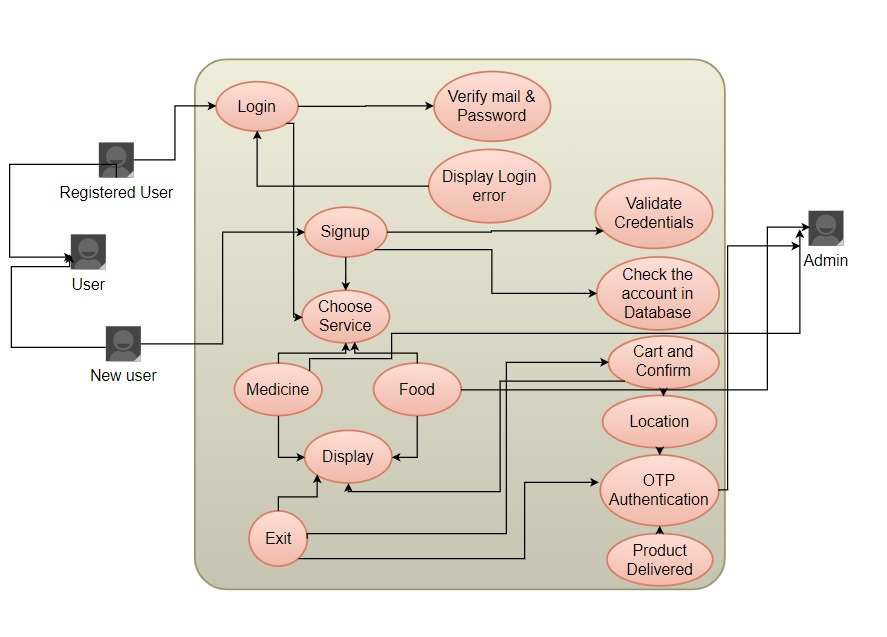 Login
Verify mail &
Password
Registered User
Display Login
error
Signup
Validate
Credentials
User
Admin
Choose
Service
Check the
account in
Database
New user
Cart and
Confirm
Medicine
Food
Location
Display
OTP
Authentication
Exit
Product
Delivered